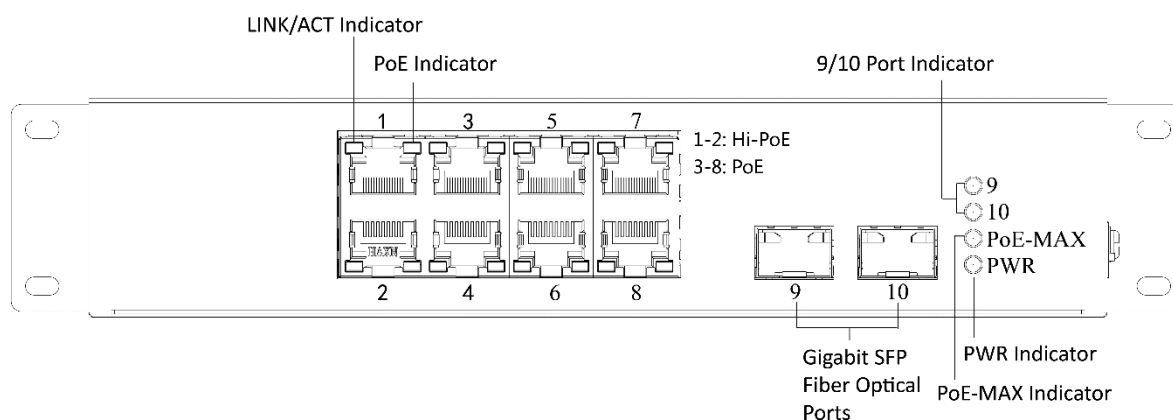 LINK/ACT Indicator
PoE Indicator
9/10 Port Indicator
1 3 5 7
1-2: Hi-PoE
3-8: PoE
9
10
PoE-MAX
PWR
2 4 6 8
9 10
Gigabit SFP
Fiber Optical
Ports
PWR Indicator
PoE-MAX Indicator